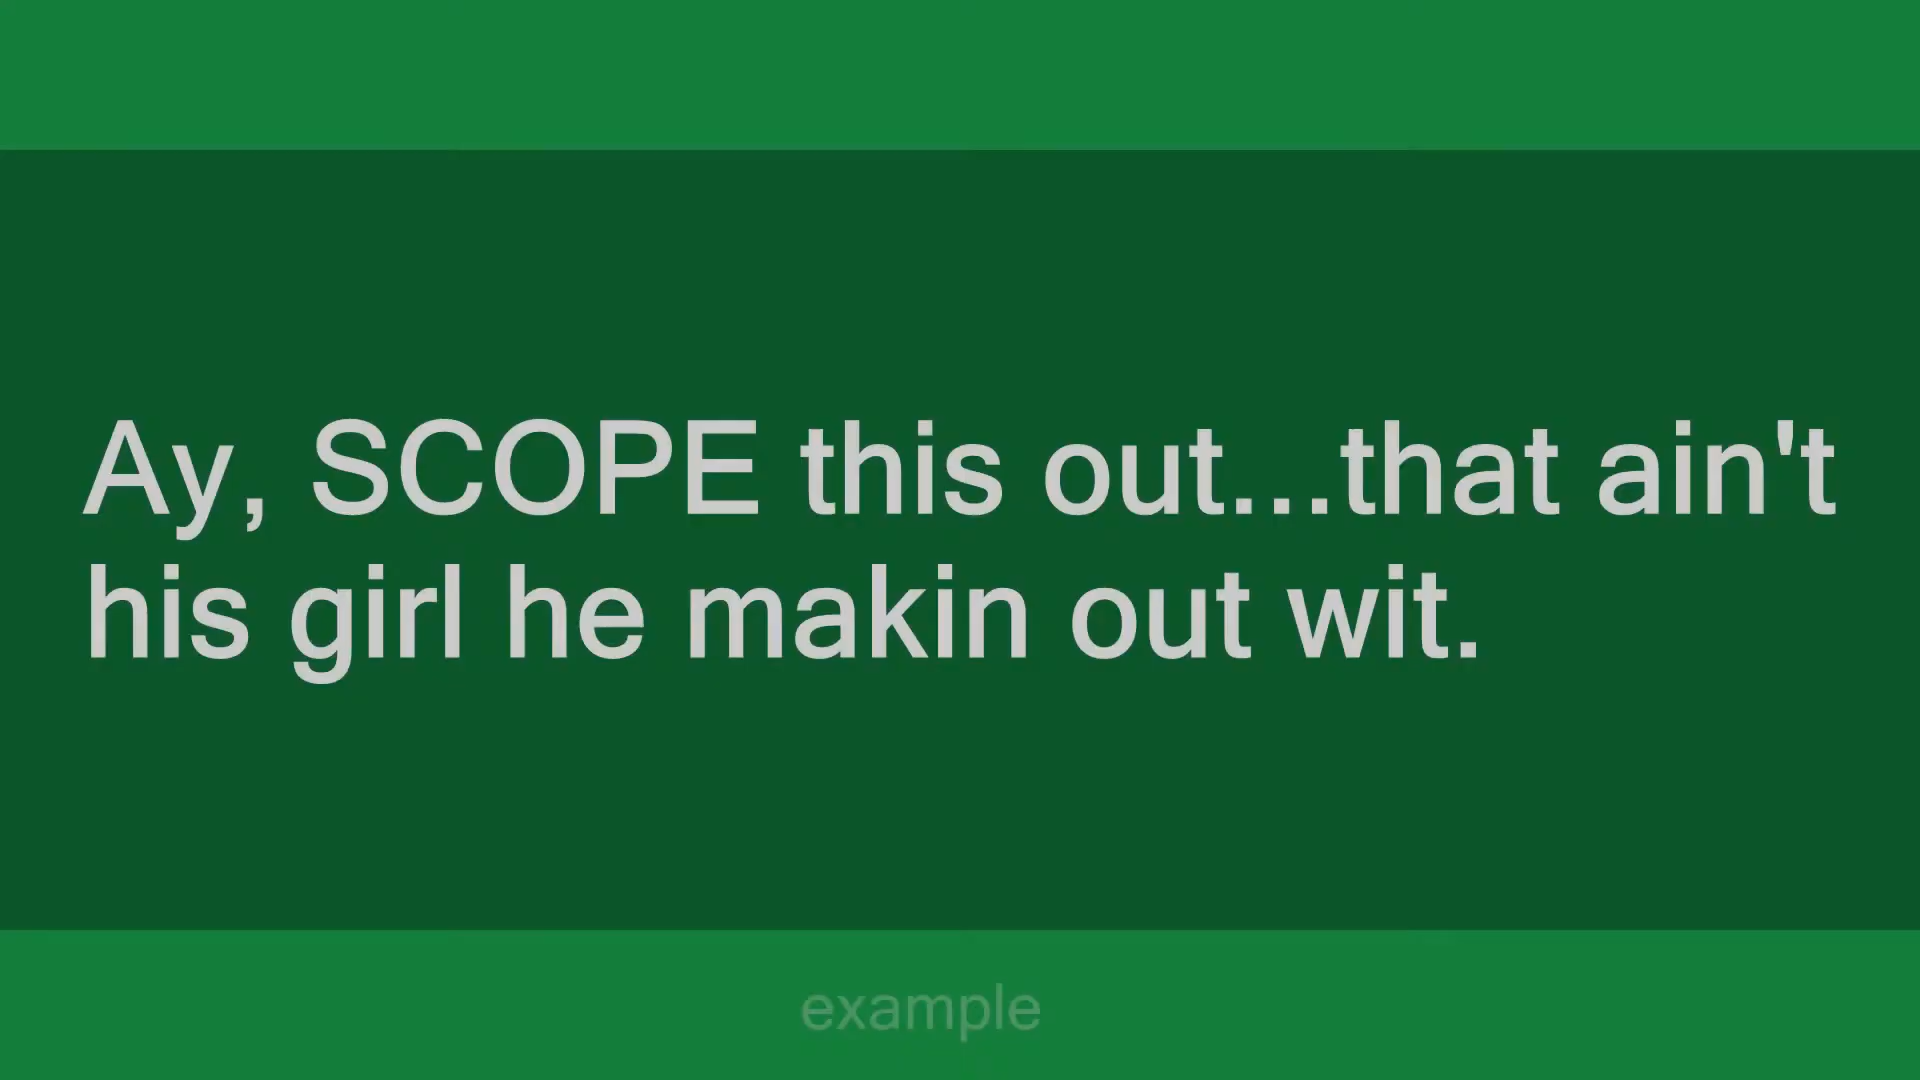 Ay, SCOPE this out...that ain't
his girl he makin out wit.
example